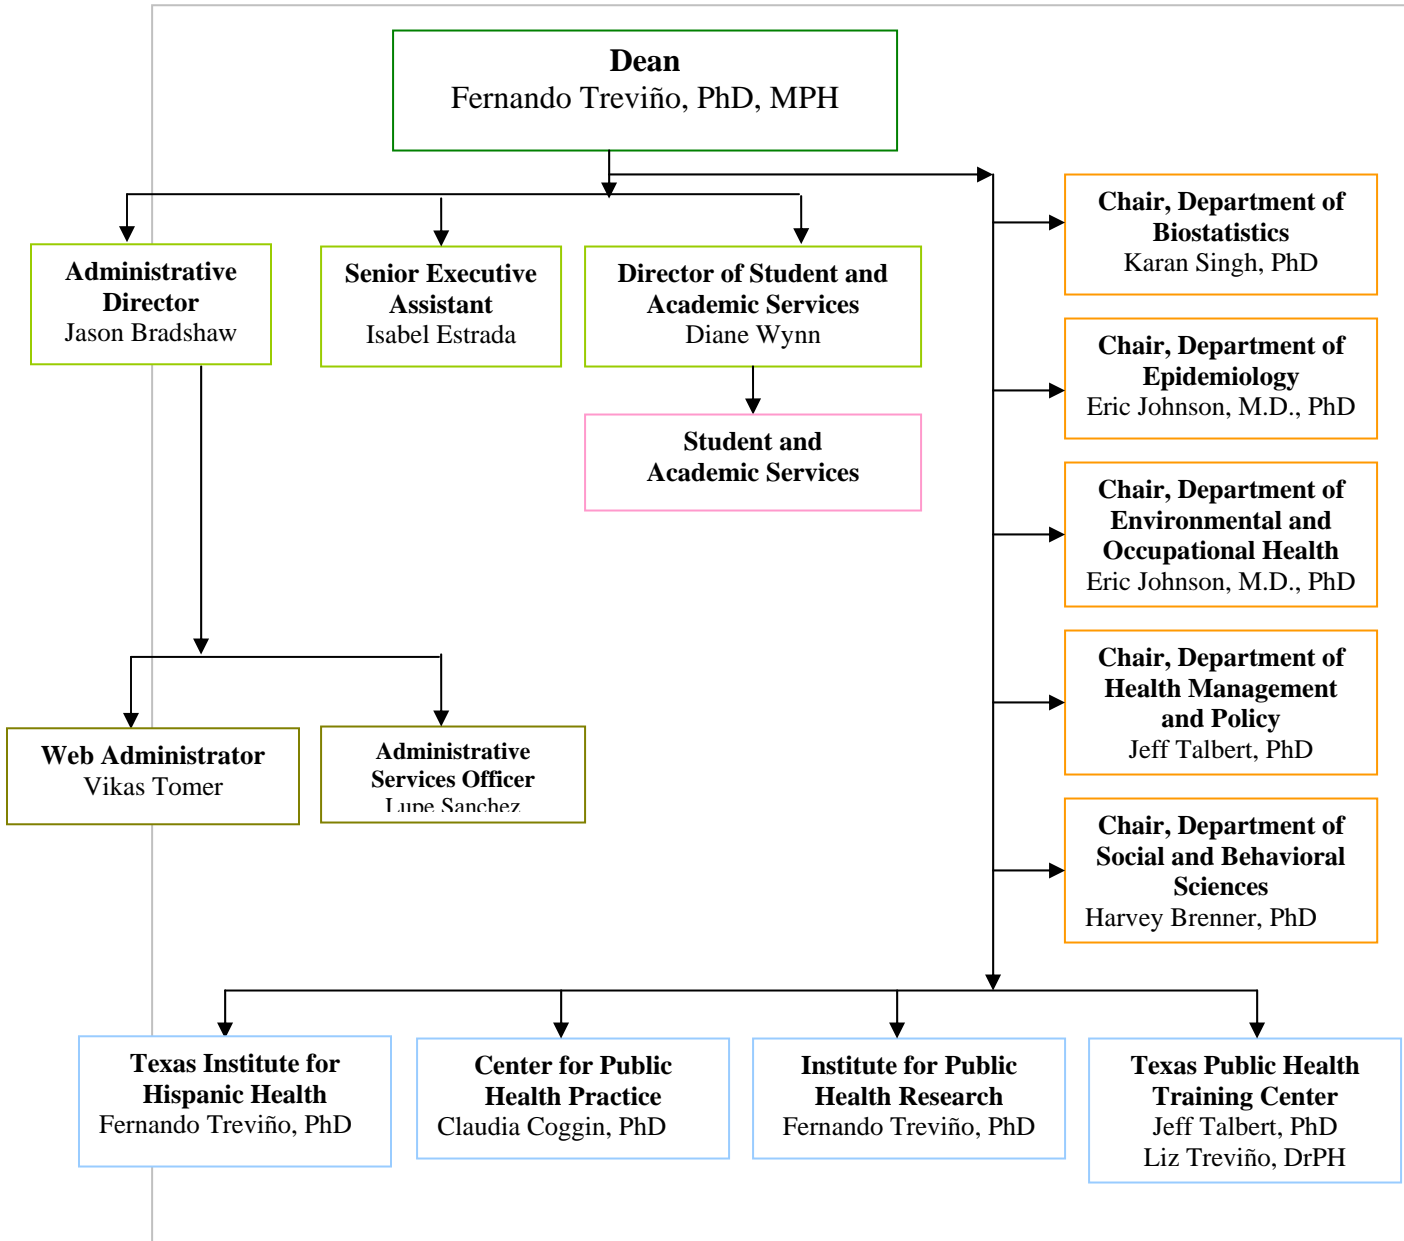 Dean
Fernando Treviño, PhD, MPH
Administrative
Director
Jason Bradshaw
Senior Executive
Assistant
Isabel Estrada
Director of Student and
Academic Services
Diane Wynn
Student and
Academic Services
Chair, Department of
Biostatistics
Karan Singh, PhD
Chair, Department of
Epidemiology
Eric Johnson, M.D., PhD
Chair, Department of
Environmental and
Occupational Health
Eric Johnson, M.D., PhD
Chair, Department of
Health Management
and Policy
Jeff Talbert, PhD
Chair, Department of
Social and Behavioral
Sciences
Harvey Brenner, PhD
Web Administrator
Vikas Tomer
Administrative
Services Officer
Lupe Sanchez
Texas Institute for
Hispanic Health
Fernando Treviño, PhD
Center for Public
Health Practice
Claudia Coggin, PhD
Institute for Public
Health Research
Fernando Treviño, PhD
Texas Public Health
Training Center
Jeff Talbert, PhD
Liz Treviño, DrPH